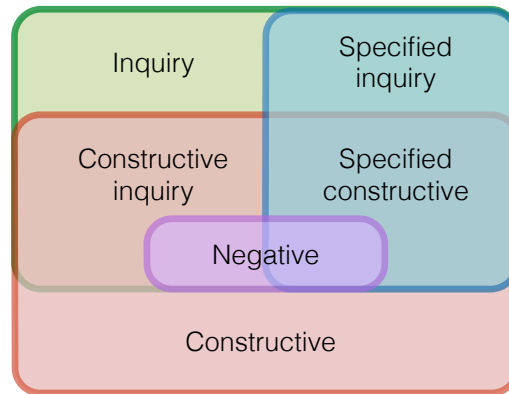 Inquiry
Specified
inquiry
Constructive
inquiry
Specified
constructive
Negative
Constructive